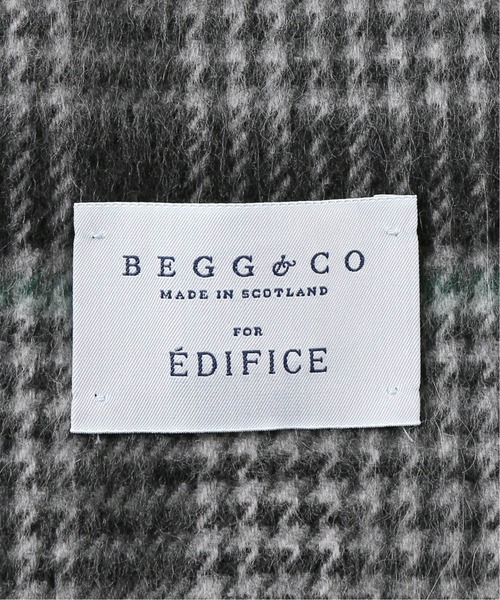 BEGG & CO
MADE IN SCOTLAND
FOR
ÉDIFICE